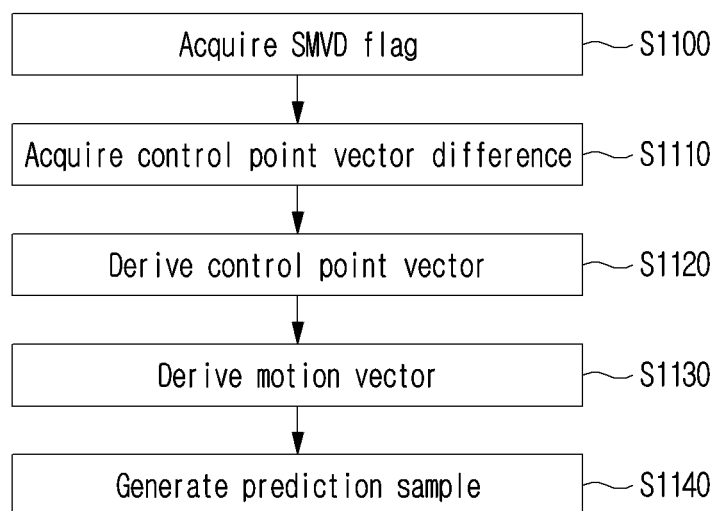 Acquire SMVD flag S1100
Acquire control point vector difference S1110
Derive control point vector S1120
Derive motion vector S1130
Generate prediction sample S1140